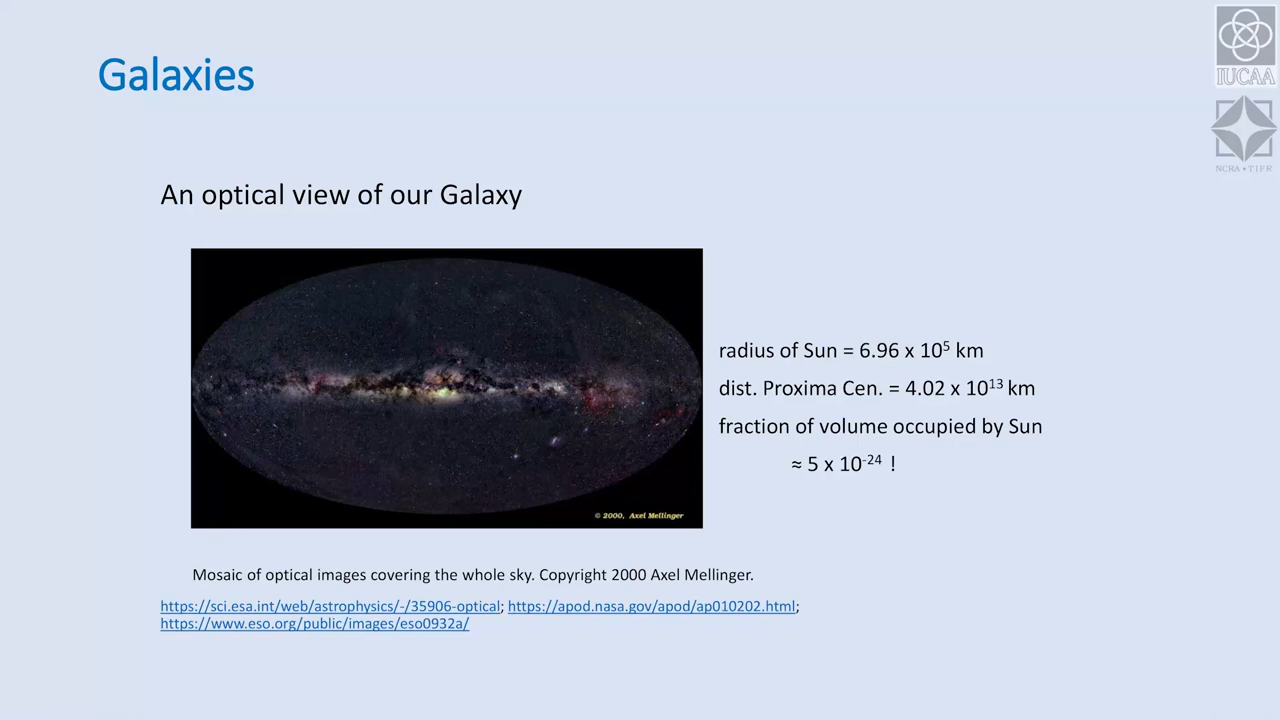 Galaxies
IUCAA
NCRA • TIFR
An optical view of our Galaxy
radius of Sun = 6.96 x 10⁵ km
dist. Proxima Cen. = 4.02 x 10¹³ km
fraction of volume occupied by Sun
≈ 5 x 10⁻²⁴ !
© 2000, Axel Mellinger
Mosaic of optical images covering the whole sky. Copyright 2000 Axel Mellinger.
https://sci.esa.int/web/astrophysics/-/35906-optical; https://apod.nasa.gov/apod/ap010202.html;
https://www.eso.org/public/images/eso0932a/